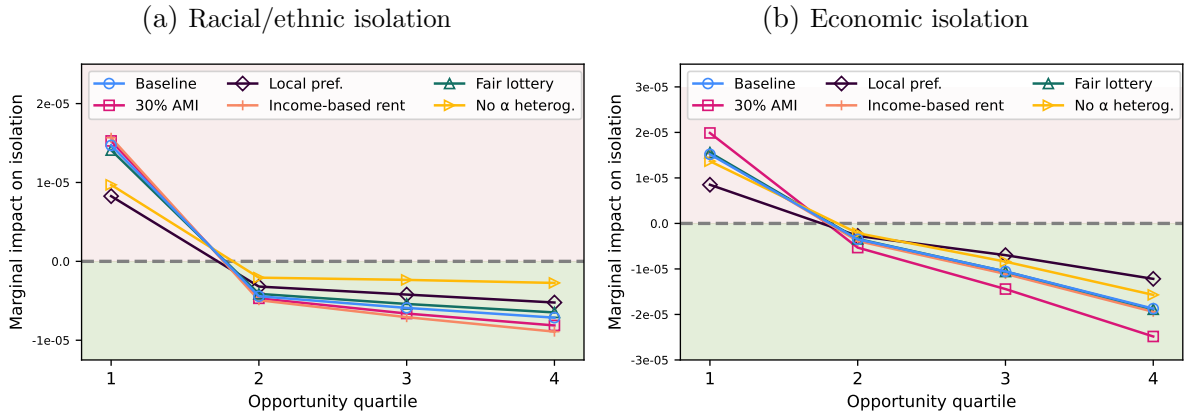 (a) Racial/ethnic isolation
Baseline
Local pref.
Fair lottery
30% AMI
Income-based rent
No α heterog.
Marginal impact on isolation
2e-05
1e-05
0.0
-1e-05
1
2
3
4
Opportunity quartile
(b) Economic isolation
Baseline
Local pref.
Fair lottery
30% AMI
Income-based rent
No α heterog.
Marginal impact on isolation
3e-05
2e-05
1e-05
0.0
-1e-05
-2e-05
-3e-05
1
2
3
4
Opportunity quartile